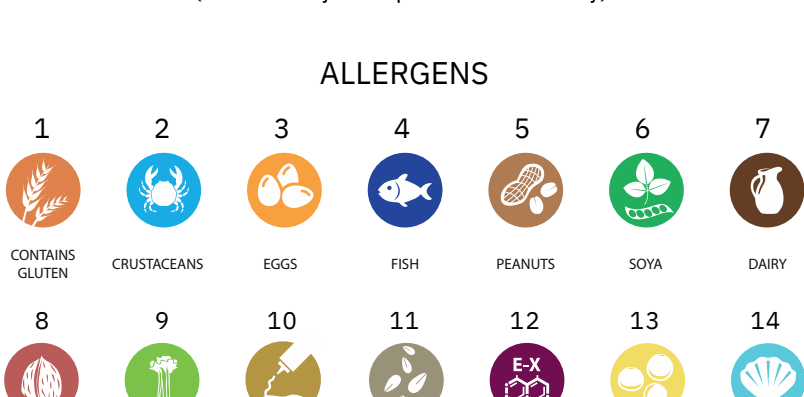 ALLERGENS
1 2 3 4 5 6 7
CONTAINS GLUTEN CRUSTACEANS EGGS FISH PEANUTS SOYA DAIRY
8 9 10 11 12 13 14
E-X